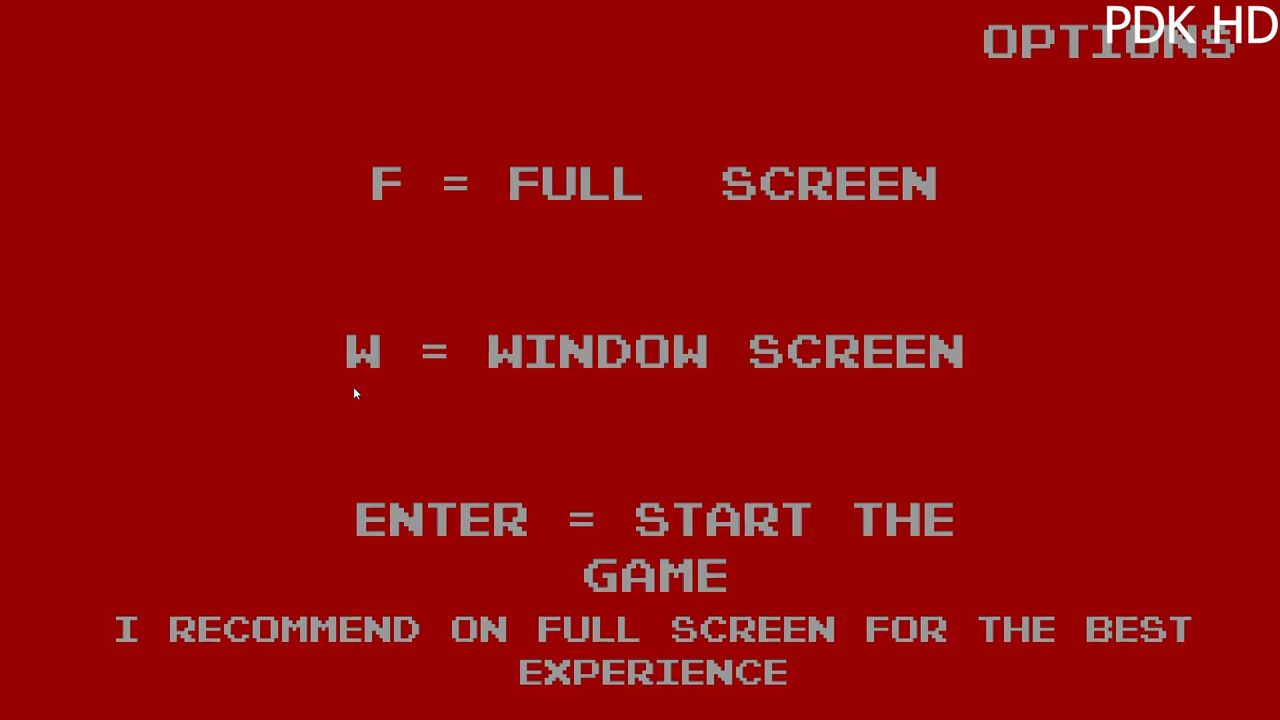 PDK HD
OPTIONS
F = FULL SCREEN
W = WINDOW SCREEN
ENTER = START THE
GAME
I RECOMMEND ON FULL SCREEN FOR THE BEST
EXPERIENCE